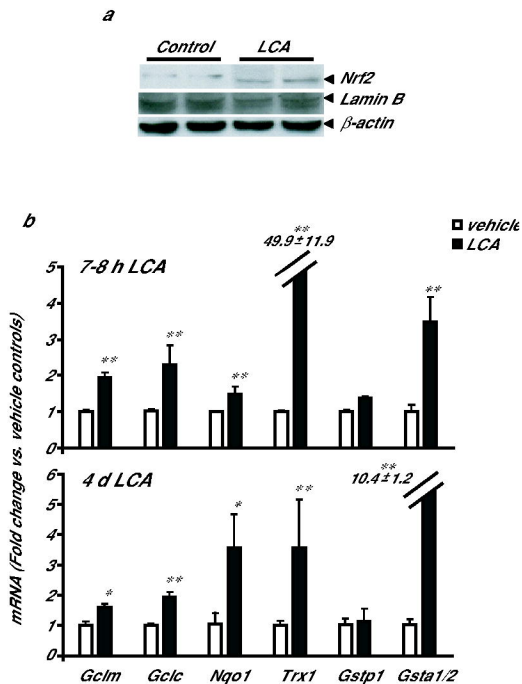 a
Control LCA
Nrf2
Lamin B
β-actin
b
vehicle
LCA
mRNA (Fold change vs. vehicle controls)
7-8 h LCA
**
49.9±11.9
5
4
3
2
1
0
** ** ** **
4 d LCA
**
10.4±1.2
6
5
4
3
2
1
0
* ** * **
Gclm Gclc Nqo1 Trx1 Gstp1 Gsta1/2